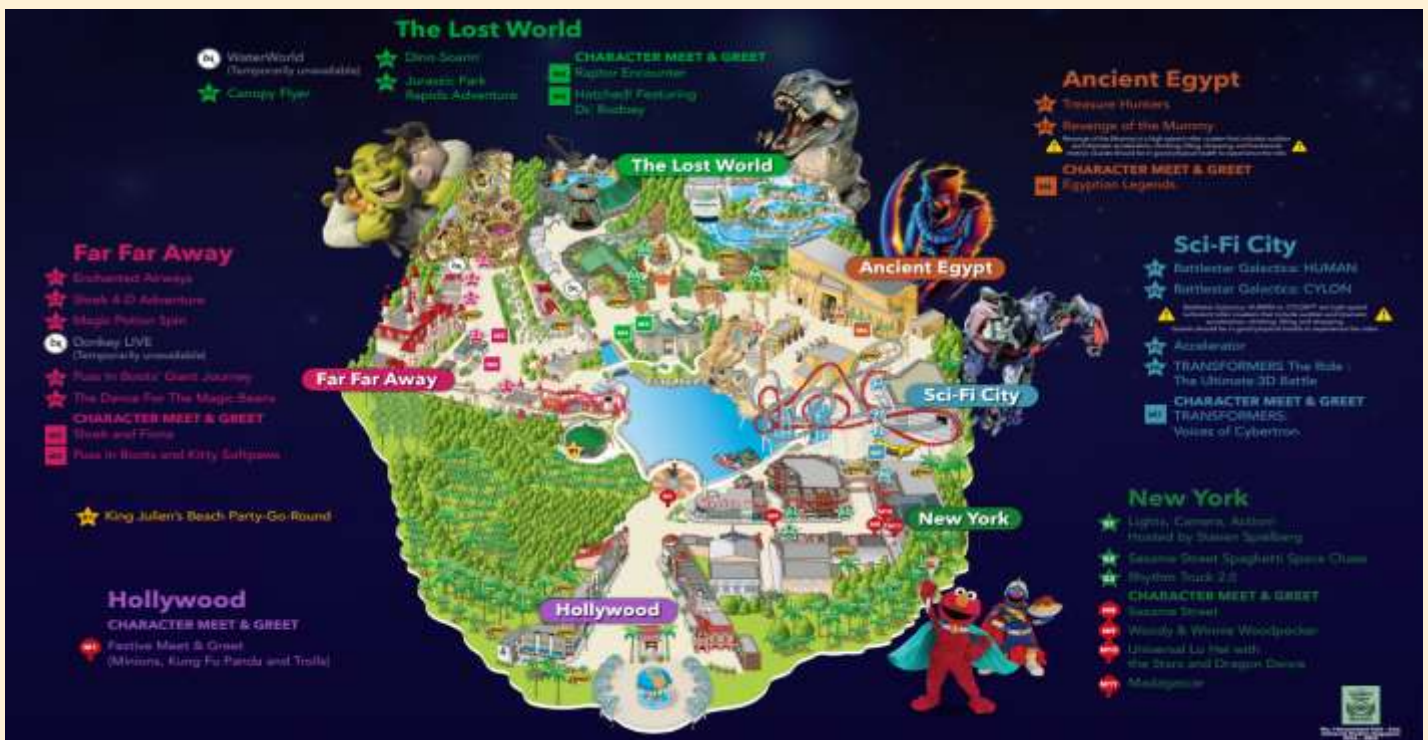 The Lost World
WaterWorld
(Temporarily unavailable)
Canopy Flyer
Dino-Soarin'
Jurassic Park
Rapids Adventure
CHARACTER MEET & GREET
Raptor Encounter
Hatched! Featuring
Dr. Rodney
Ancient Egypt
Treasure Hunters
Revenge of the Mummy
CHARACTER MEET & GREET
Egyptian Legends
Sci-Fi City
Battlestar Galactica: HUMAN
Battlestar Galactica: CYLON
Accelerator
TRANSFORMERS The Ride :
The Ultimate 3D Battle
CHARACTER MEET & GREET
TRANSFORMERS:
Voices of Cybertron
New York
Lights, Camera, Action!
Hosted by Steven Spielberg
Sesame Street Spaghetti Space Chase
Rhythm Truck 2.0
CHARACTER MEET & GREET
Sesame Street
Woody & Winnie Woodpecker
Universal Lo Hei with
the Stars and Dragon Dance
Madagascar
Far Far Away
Enchanted Airways
Shrek 4-D Adventure
Magic Potion Spin
Donkey LIVE
(Temporarily unavailable)
Puss In Boots' Giant Journey
The Dance For The Magic Beans
CHARACTER MEET & GREET
Shrek and Fiona
Puss in Boots and Kitty Softpaws
King Julien's Beach Party-Go-Round
Hollywood
CHARACTER MEET & GREET
Festive Meet & Greet
(Minions, Kung Fu Panda and Trolls)
The Lost World
Ancient Egypt
Far Far Away
Sci-Fi City
New York
Hollywood